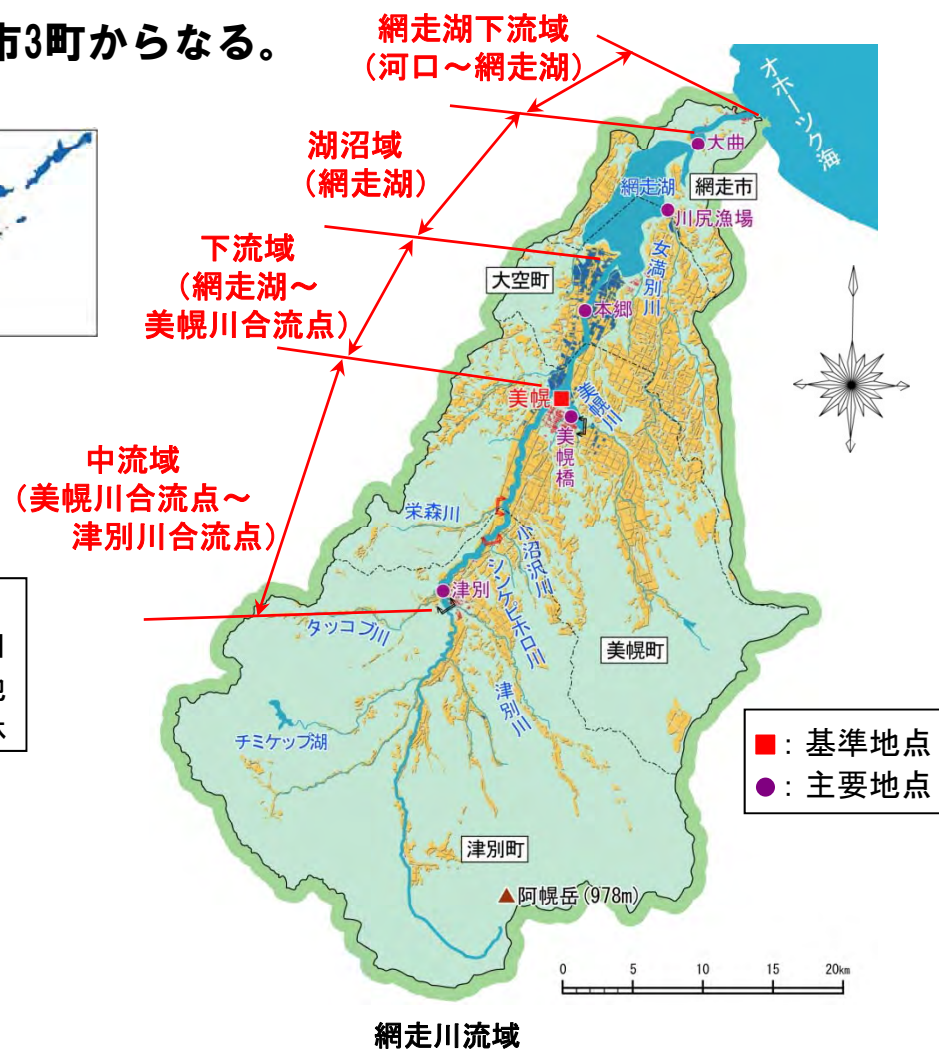 市3町からなる。
網走湖下流域
(河口～網走湖)
湖沼域
(網走湖)
下流域
(網走湖～
美幌川合流点)
中流域
(美幌川合流点～
津別川合流点)
オホーツク海
大曲
網走湖
網走市
川尻漁場
女満別川
大空町
本郷
美幌
美幌川
美幌橋
栄森川
小沼沢川
シンケピホロ川
津別
タッコブ川
津別川
美幌町
チミケップ湖
津別町
阿幌岳(978m)
■：基準地点
●：主要地点
0 5 10 15 20km
網走川流域